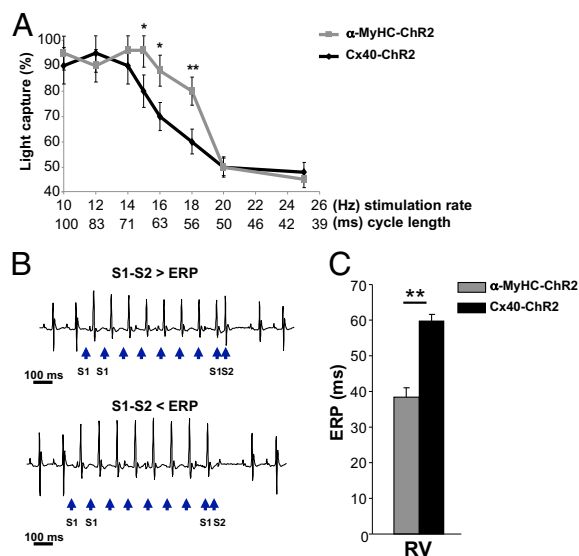 A
* * **
α-MyHC-ChR2
Cx40-ChR2
Light capture (%)
100
90
80
70
60
50
40
10 12 14 16 18 20 22 24 26 (Hz) stimulation rate
100 83 71 63 56 50 46 42 39 (ms) cycle length
B
S1-S2 > ERP
S1 S1 S1S2
100 ms
S1-S2 < ERP
S1 S1 S1 S2
100 ms
C
α-MyHC-ChR2
Cx40-ChR2
**
ERP (ms)
70
60
50
40
30
20
10
0
RV